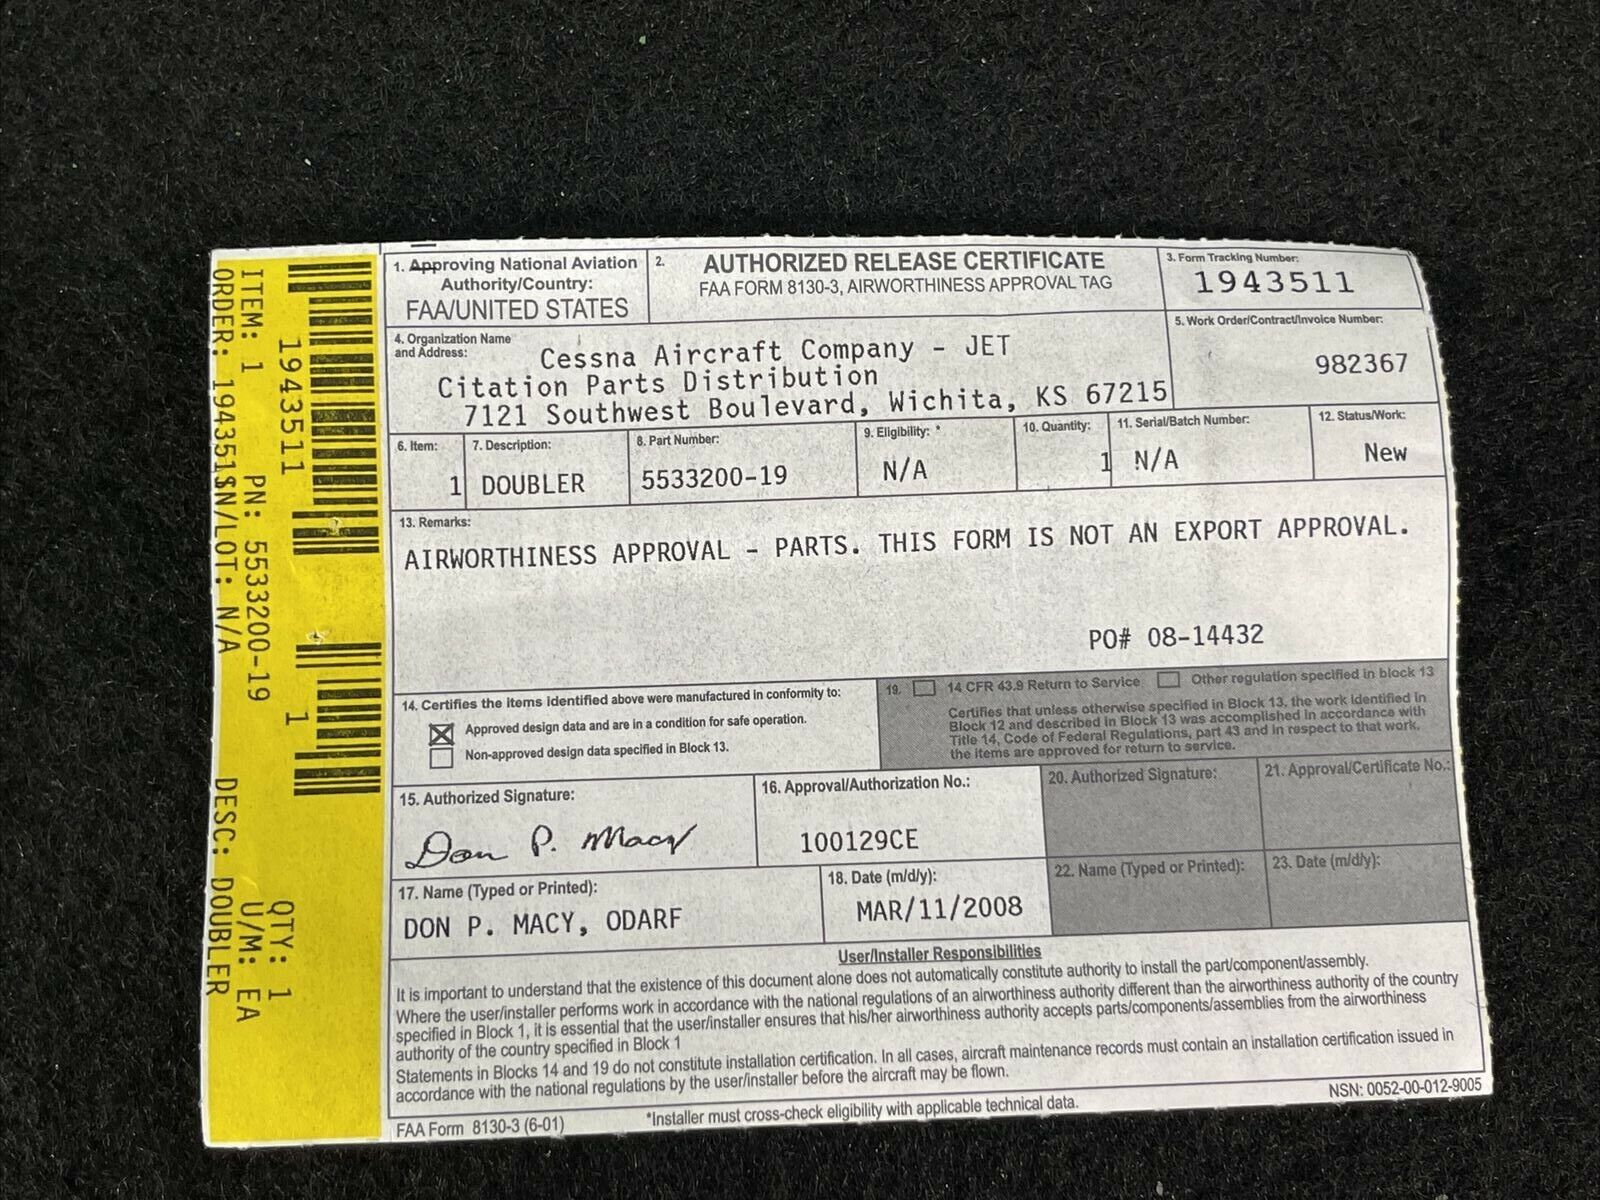 ITEM: 1 PN: 5533200-19 U/M: EA
ORDER: 1943511 SN/LOT: N/A DESC: DOUBLER
1943511 1 QTY: 1
1. Approving National Aviation
Authority/Country:
FAA/UNITED STATES
2. AUTHORIZED RELEASE CERTIFICATE
FAA FORM 8130-3, AIRWORTHINESS APPROVAL TAG
3. Form Tracking Number:
1943511
4. Organization Name
and Address:
Cessna Aircraft Company - JET
Citation Parts Distribution
7121 Southwest Boulevard, Wichita, KS 67215
5. Work Order/Contract/Invoice Number:
982367
6. Item:
1
7. Description:
DOUBLER
8. Part Number:
5533200-19
9. Eligibility: *
N/A
10. Quantity:
1
11. Serial/Batch Number:
N/A
12. Status/Work:
New
13. Remarks:
AIRWORTHINESS APPROVAL - PARTS. THIS FORM IS NOT AN EXPORT APPROVAL.
PO# 08-14432
14. Certifies the items identified above were manufactured in conformity to:
Approved design data and are in a condition for safe operation.
Non-approved design data specified in Block 13.
19. 14 CFR 43.9 Return to Service Other regulation specified in block 13
Certifies that unless otherwise specified in Block 13, the work identified in
Block 12 and described in Block 13 was accomplished in accordance with
Title 14, Code of Federal Regulations, part 43 and in respect to that work,
the items are approved for return to service.
15. Authorized Signature:
Don P. Macy
16. Approval/Authorization No.:
100129CE
20. Authorized Signature:
21. Approval/Certificate No.:
17. Name (Typed or Printed):
DON P. MACY, ODARF
18. Date (m/d/y):
MAR/11/2008
22. Name (Typed or Printed):
23. Date (m/d/y):
User/Installer Responsibilities
It is important to understand that the existence of this document alone does not automatically constitute authority to install the part/component/assembly.
Where the user/installer performs work in accordance with the national regulations of an airworthiness authority different than the airworthiness authority of the country
specified in Block 1, it is essential that the user/installer ensures that his/her airworthiness authority accepts parts/components/assemblies from the airworthiness
authority of the country specified in Block 1
Statements in Blocks 14 and 19 do not constitute installation certification. In all cases, aircraft maintenance records must contain an installation certification issued in
accordance with the national regulations by the user/installer before the aircraft may be flown.
NSN: 0052-00-012-9005
FAA Form 8130-3 (6-01)
*Installer must cross-check eligibility with applicable technical data.